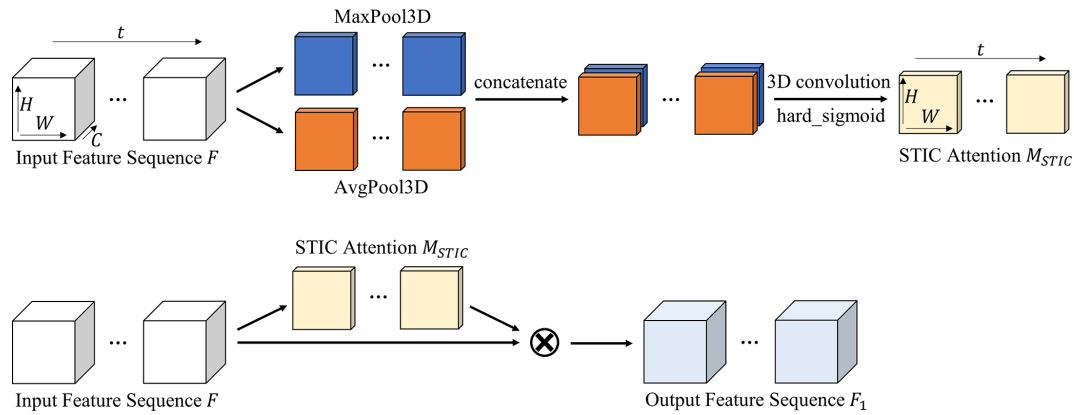 MaxPool3D
t
...
...
t
H
W
C
concatenate
...
3D convolution
hard_sigmoid
H
W
...
...
Input Feature Sequence F
AvgPool3D
STIC Attention M_STIC
STIC Attention M_STIC
...
...
...
Input Feature Sequence F
Output Feature Sequence F₁